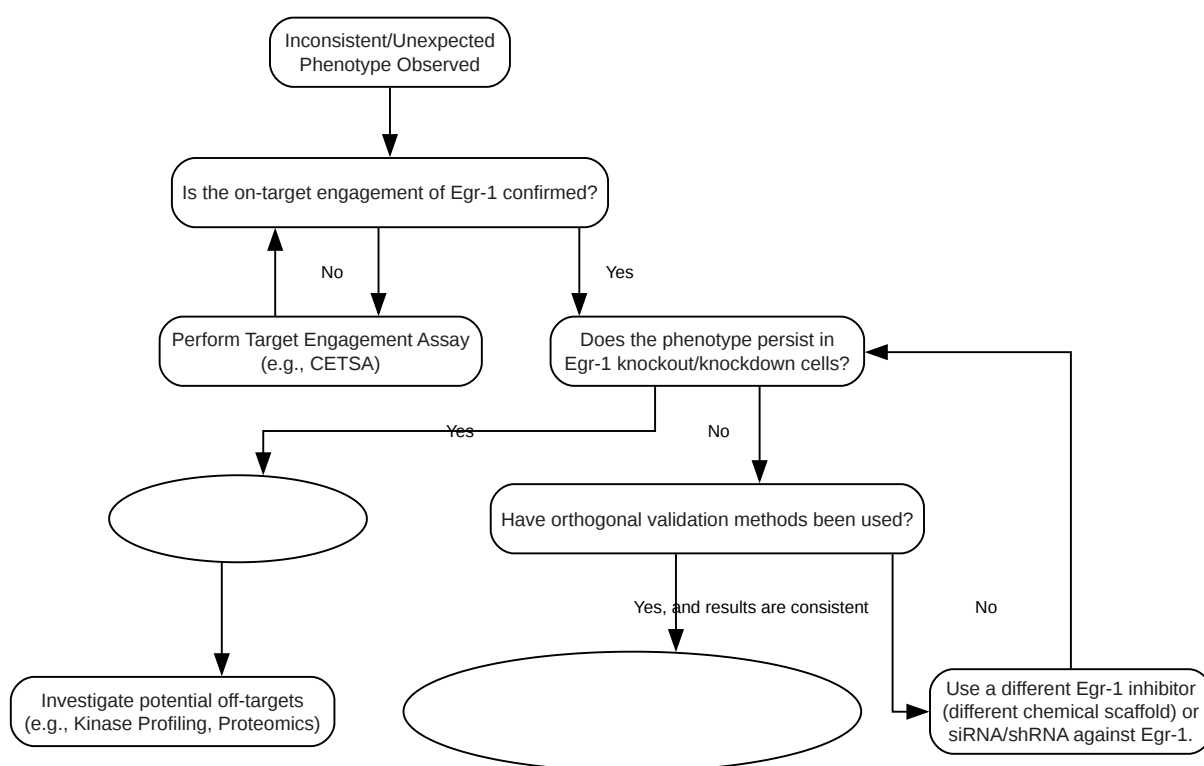 Inconsistent/Unexpected
Phenotype Observed
Is the on-target engagement of Egr-1 confirmed?
No
Yes
Perform Target Engagement Assay
(e.g., CETSA)
Does the phenotype persist in
Egr-1 knockout/knockdown cells?
Yes
No
Have orthogonal validation methods been used?
Yes, and results are consistent
No
Investigate potential off-targets
(e.g., Kinase Profiling, Proteomics)
Use a different Egr-1 inhibitor
(different chemical scaffold) or
siRNA/shRNA against Egr-1.